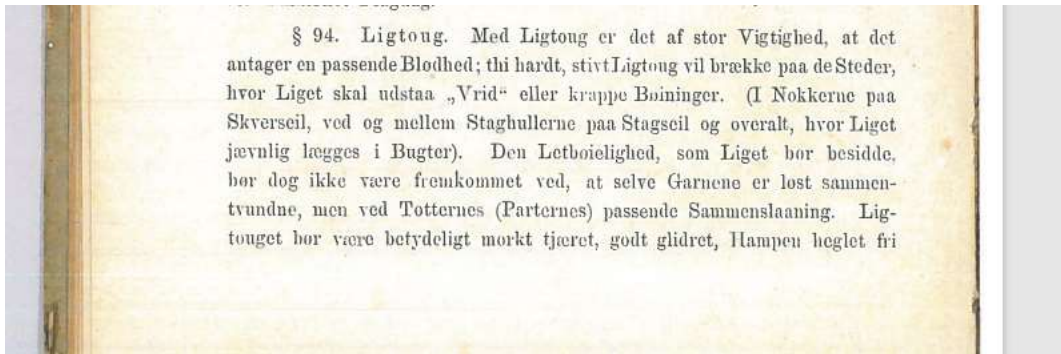 § 94. Ligtoug. Med Ligtoug er det af stor Vigtighed, at det
antager en passende Blødhed; thi hardt, stivt Ligtoug vil brække paa de Steder,
hvor Liget skal udstaa „Vrid“ eller krappe Bøininger. (I Nokkerne paa
Skverseil, ved og mellem Staghullerne paa Stagseil og overalt, hvor Liget
jævnlig lægges i Bugter). Den Letbøielighed, som Liget bør besidde,
bør dog ikke være fremkommet ved, at selve Garnene er løst sammen-
tvundne, men ved Totternes (Parternes) passende Sammenslaaning. Lig-
touget bør være betydeligt mørkt tjæret, godt glidret, Hampen heglet fri